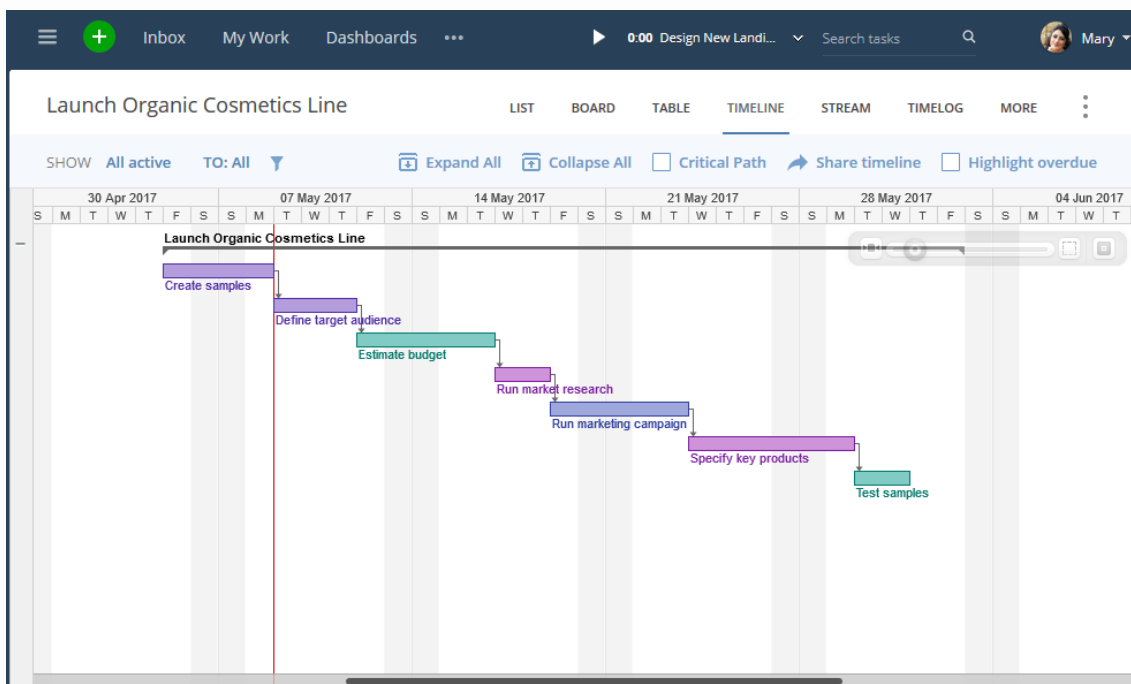 Inbox My Work Dashboards ••• 0:00 Design New Landi... Search tasks Mary
Launch Organic Cosmetics Line LIST BOARD TABLE TIMELINE STREAM TIMELOG MORE
SHOW All active TO: All Expand All Collapse All Critical Path Share timeline Highlight overdue
30 Apr 2017 07 May 2017 14 May 2017 21 May 2017 28 May 2017 04 Jun 2017
S M T W T F S S M T W T F S S M T W T F S S M T W T F S S M T W T F S S M T W T
Launch Organic Cosmetics Line
Create samples
Define target audience
Estimate budget
Run market research
Run marketing campaign
Specify key products
Test samples